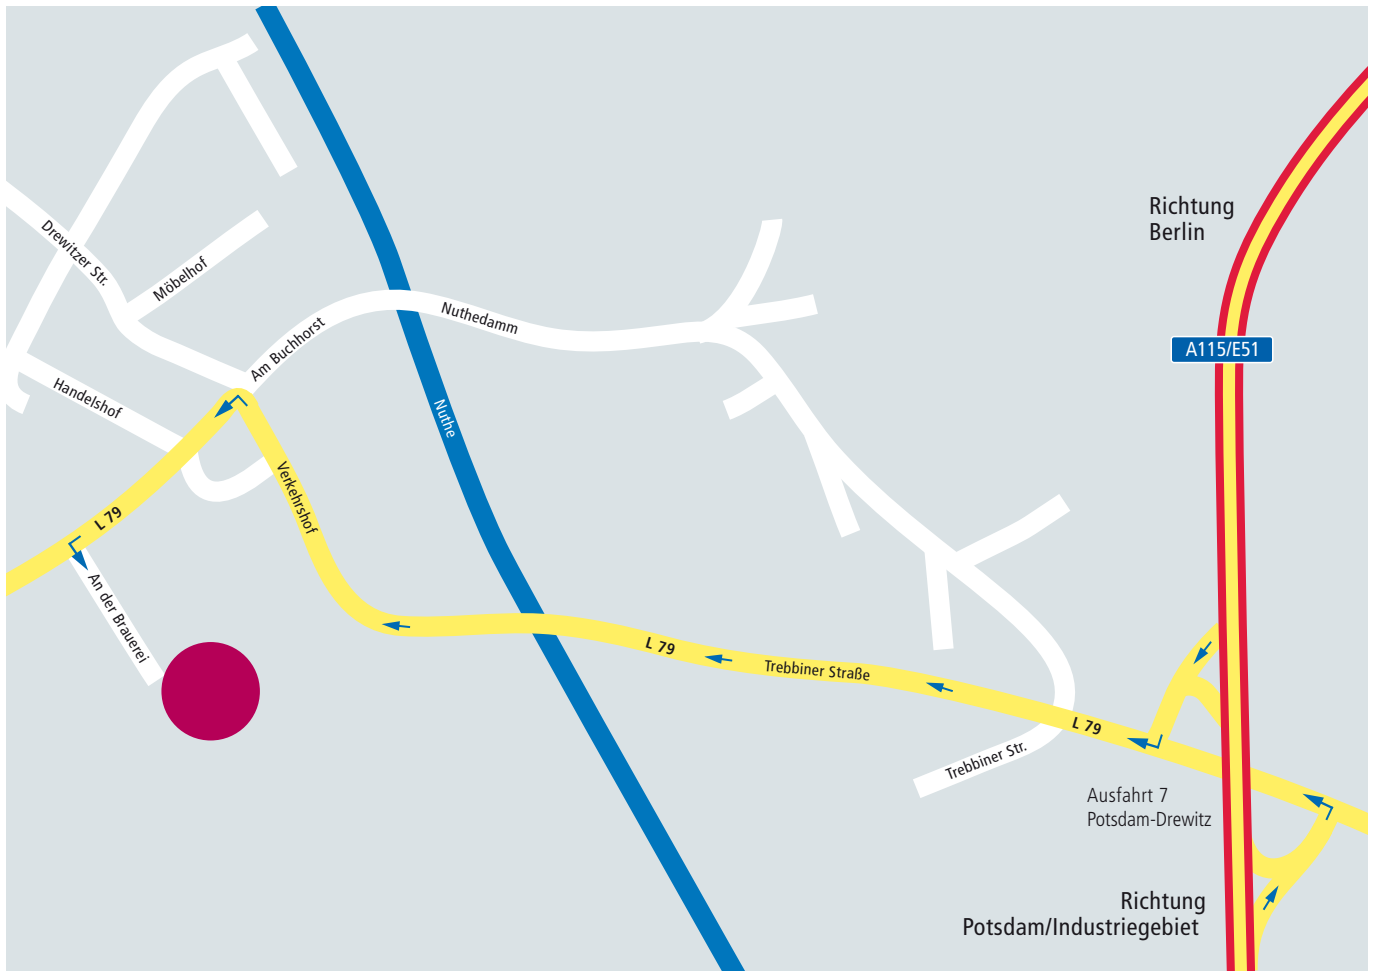 Richtung
Berlin
Drewitzer Str.
Möbelhof
Am Buchhorst
Nuthedamm
A115/E51
Handelshof
Nuthe
Verkehrshof
L 79
An der Brauerei
L 79
Trebbiner Straße
L 79
Trebbiner Str.
Ausfahrt 7
Potsdam-Drewitz
Richtung
Potsdam/Industriegebiet